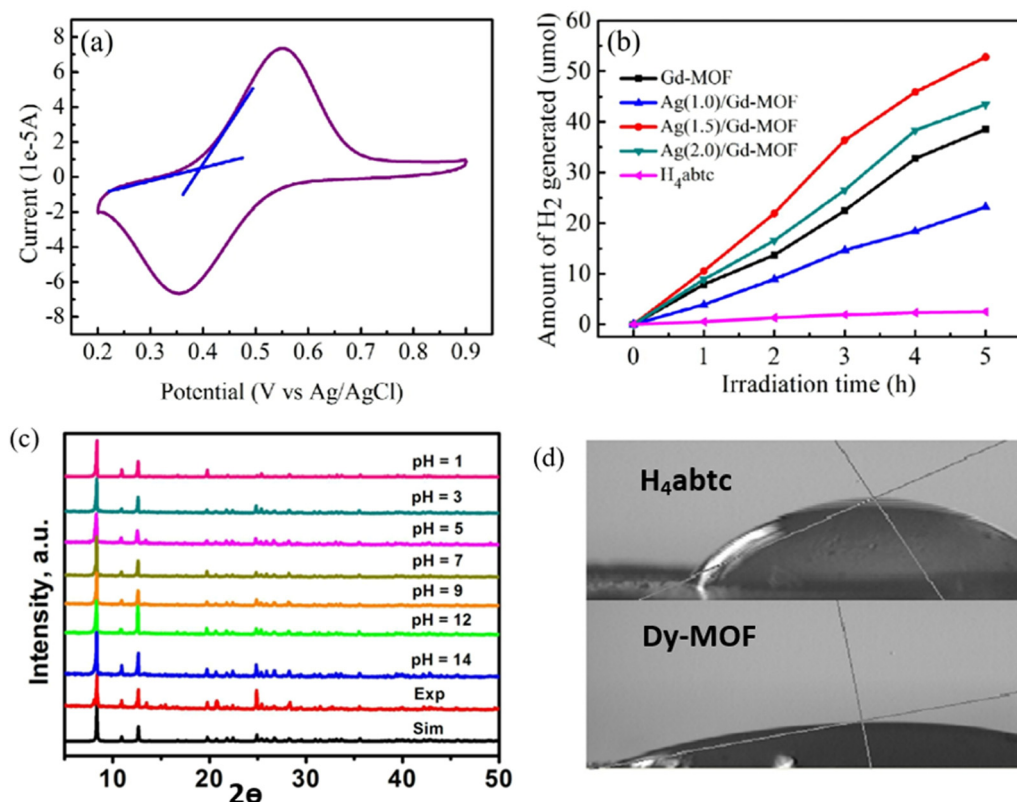 (a)
8
6
4
2
0
-2
-4
-6
-8
Current (1e-5A)
0.2 0.3 0.4 0.5 0.6 0.7 0.8 0.9
Potential (V vs Ag/AgCl)
(b)
60
50
40
30
20
10
0
Amount of H₂ generated (umol)
Gd-MOF
Ag(1.0)/Gd-MOF
Ag(1.5)/Gd-MOF
Ag(2.0)/Gd-MOF
H₄abtc
0 1 2 3 4 5
Irradiation time (h)
(c)
Intensity, a.u.
pH = 1
pH = 3
pH = 5
pH = 7
pH = 9
pH = 12
pH = 14
Exp
Sim
10 20 30 40 50
2ɵ
(d)
H₄abtc
Dy-MOF